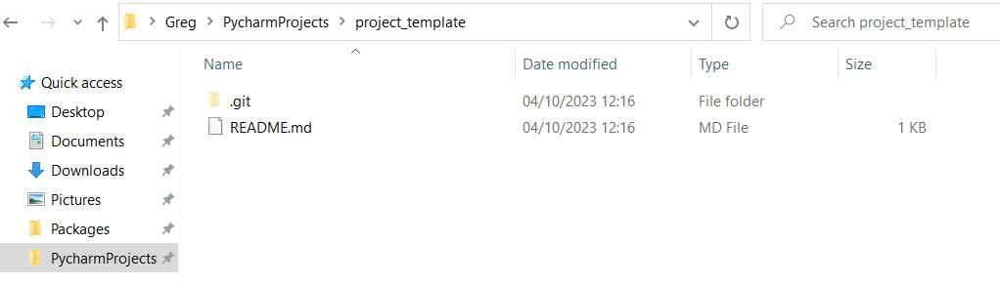 Greg > PycharmProjects > project_template
Search project_template
Name Date modified Type Size
Quick access
Desktop
Documents
Downloads
Pictures
Packages
PycharmProjects
.git 04/10/2023 12:16 File folder
README.md 04/10/2023 12:16 MD File 1 KB